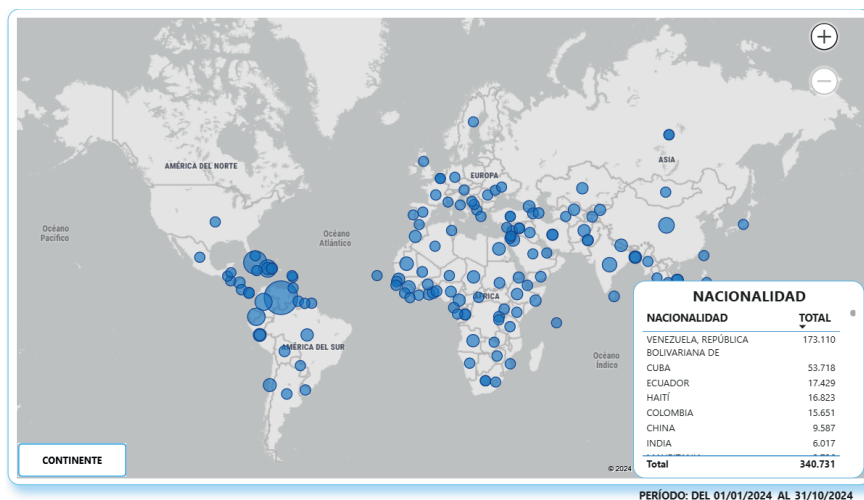 AMÉRICA DEL NORTE
ASIA
EUROPA
Océano
Pacífico
Océano
Atlántico
ÁFRICA
AMÉRICA DEL SUR
Océano
Índico
NACIONALIDAD
NACIONALIDAD TOTAL
VENEZUELA, REPÚBLICA 173.110
BOLIVARIANA DE
CUBA 53.718
ECUADOR 17.429
HAITÍ 16.823
COLOMBIA 15.651
CHINA 9.587
INDIA 6.017
Total 340.731
CONTINENTE
© 2024
PERÍODO: DEL 01/01/2024 AL 31/10/2024